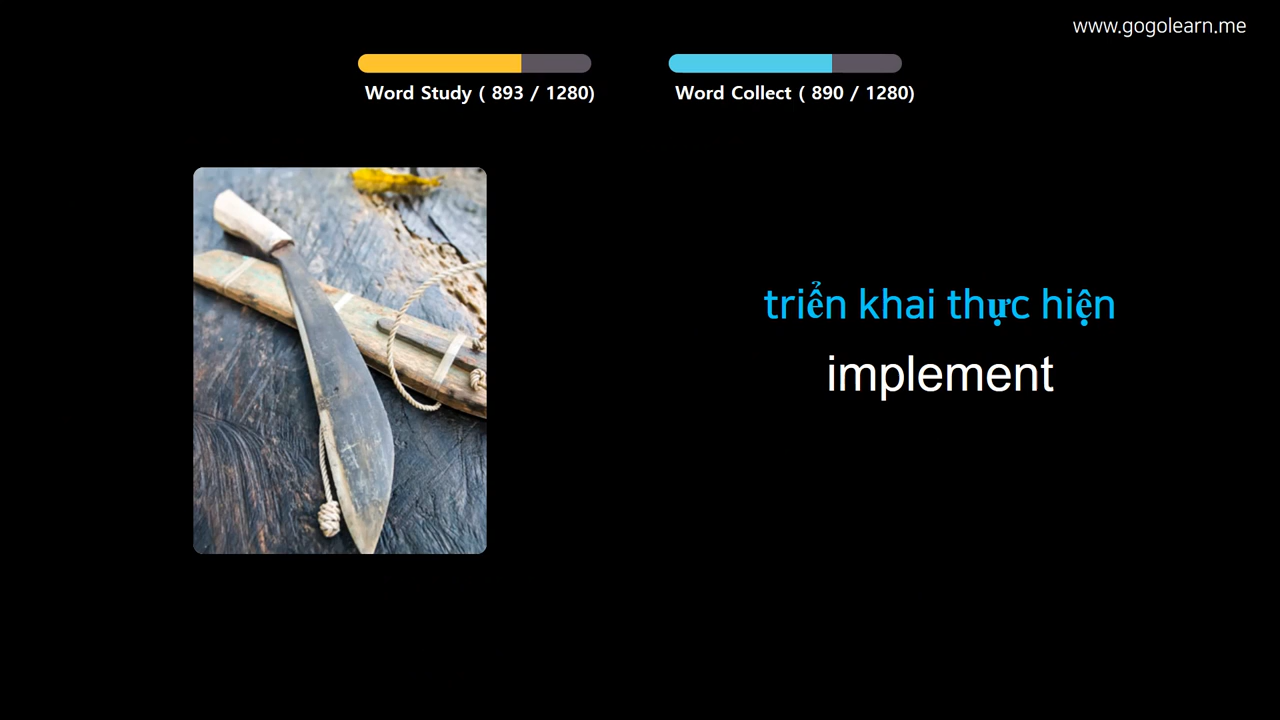 www.gogolearn.me
Word Study ( 893 / 1280)
Word Collect ( 890 / 1280)
triển khai thực hiện
implement